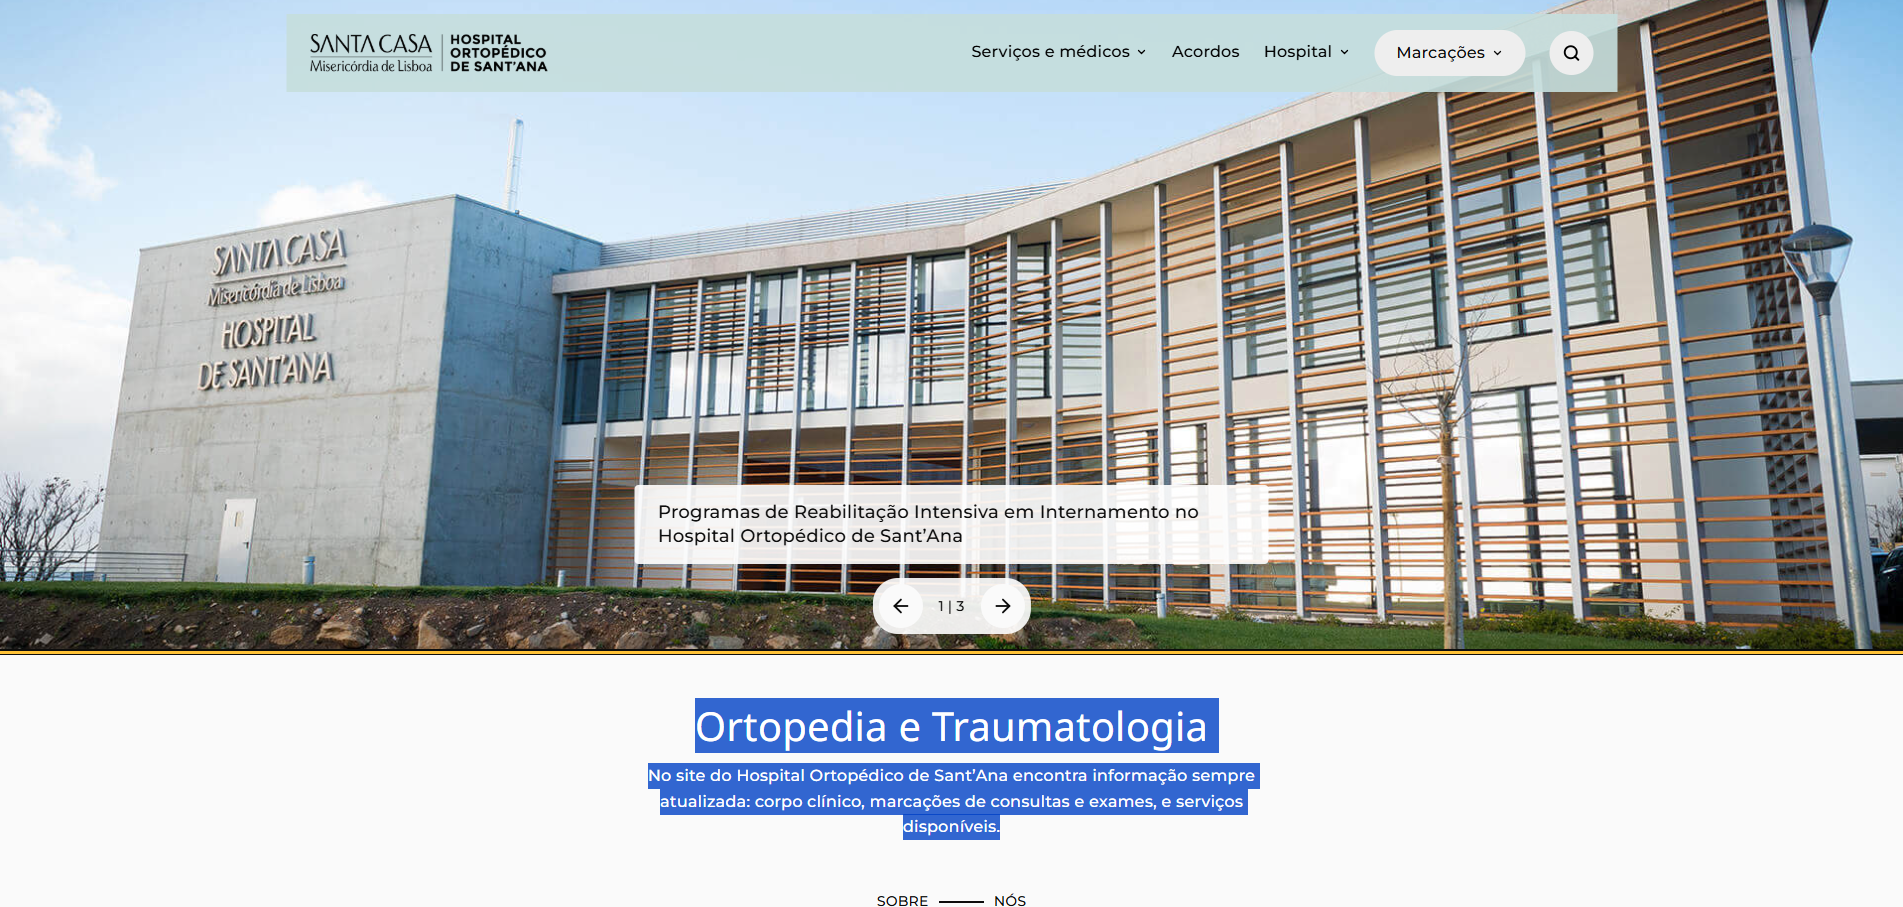 SANTA CASA
Misericórdia de Lisboa
HOSPITAL
ORTOPÉDICO
DE SANT'ANA
Serviços e médicos
Acordos
Hospital
Marcações
SANTA CASA
Misericórdia de Lisboa
HOSPITAL
DE SANT'ANA
Programas de Reabilitação Intensiva em Internamento no
Hospital Ortopédico de Sant’Ana
1 | 3
Ortopedia e Traumatologia
No site do Hospital Ortopédico de Sant’Ana encontra informação sempre
atualizada: corpo clínico, marcações de consultas e exames, e serviços
disponíveis.
SOBRE NÓS